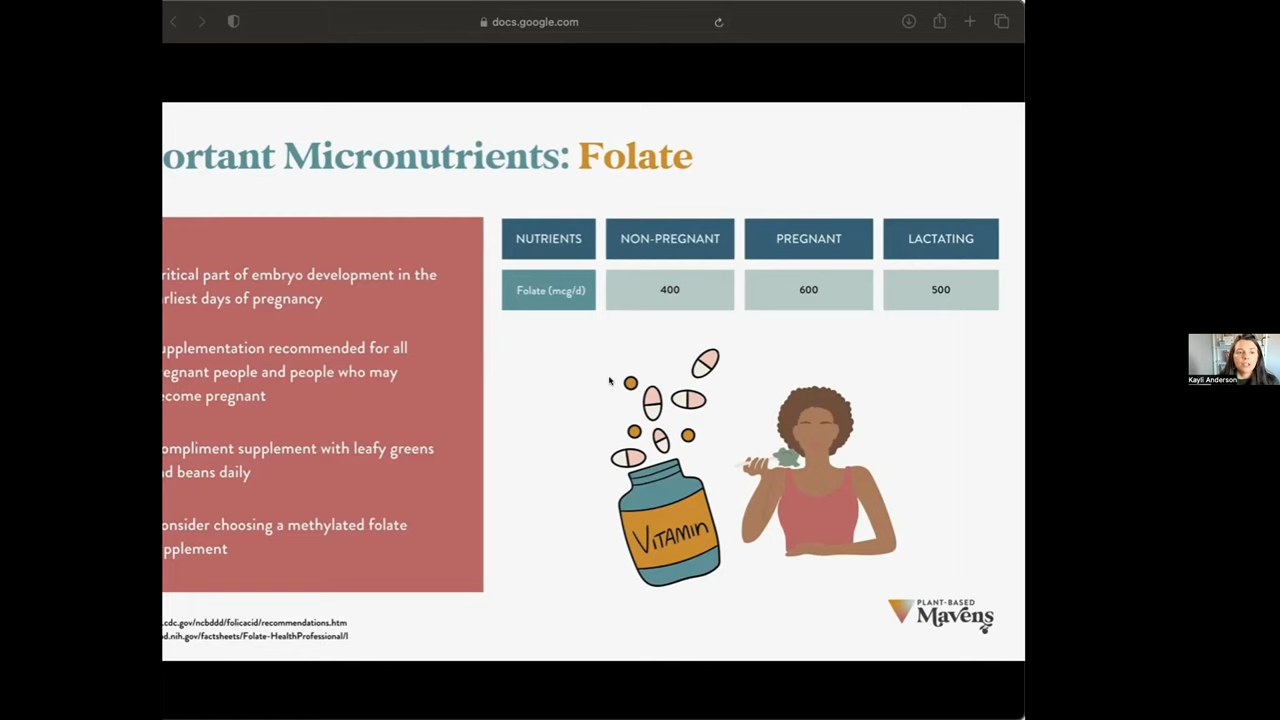 docs.google.com
ortant Micronutrients: Folate
ritical part of embryo development in the
rliest days of pregnancy
upplementation recommended for all
egnant people and people who may
ecome pregnant
ompliment supplement with leafy greens
nd beans daily
onsider choosing a methylated folate
pplement
NUTRIENTS NON-PREGNANT PREGNANT LACTATING
Folate (mcg/d) 400 600 500
VITAMIN
.cdc.gov/ncbddd/folicacid/recommendations.htm
od.nih.gov/factsheets/Folate-HealthProfessional/l
PLANT-BASED
Mavens
Kayli Anderson